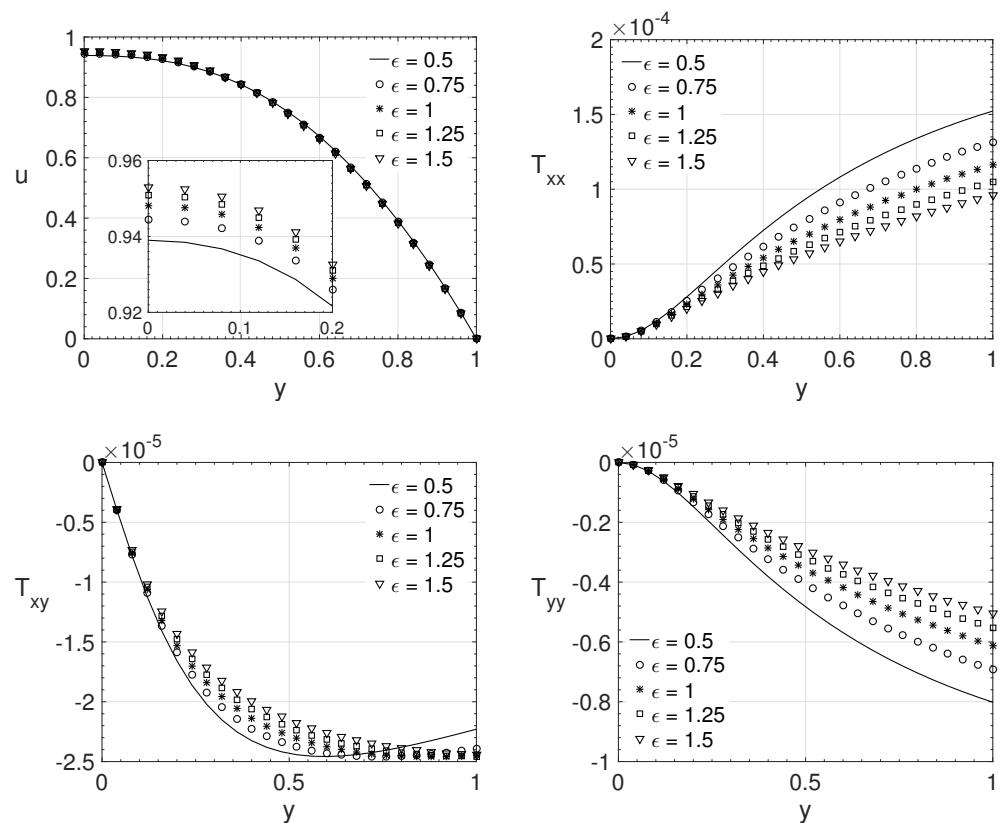 1
0.8
0.6
0.4
0.2
0
u
0 0.2 0.4 0.6 0.8 1
y
ϵ = 0.5
ϵ = 0.75
ϵ = 1
ϵ = 1.25
ϵ = 1.5
0.96
0.94
0.92
0 0.1 0.2
×10⁻⁴
2
1.5
1
0.5
0
T_xx
0 0.2 0.4 0.6 0.8 1
y
ϵ = 0.5
ϵ = 0.75
ϵ = 1
ϵ = 1.25
ϵ = 1.5
×10⁻⁵
0
-0.5
-1
-1.5
-2
-2.5
T_xy
0 0.5 1
y
ϵ = 0.5
ϵ = 0.75
ϵ = 1
ϵ = 1.25
ϵ = 1.5
×10⁻⁵
0
-0.2
-0.4
-0.6
-0.8
-1
T_yy
0 0.5 1
y
ϵ = 0.5
ϵ = 0.75
ϵ = 1
ϵ = 1.25
ϵ = 1.5